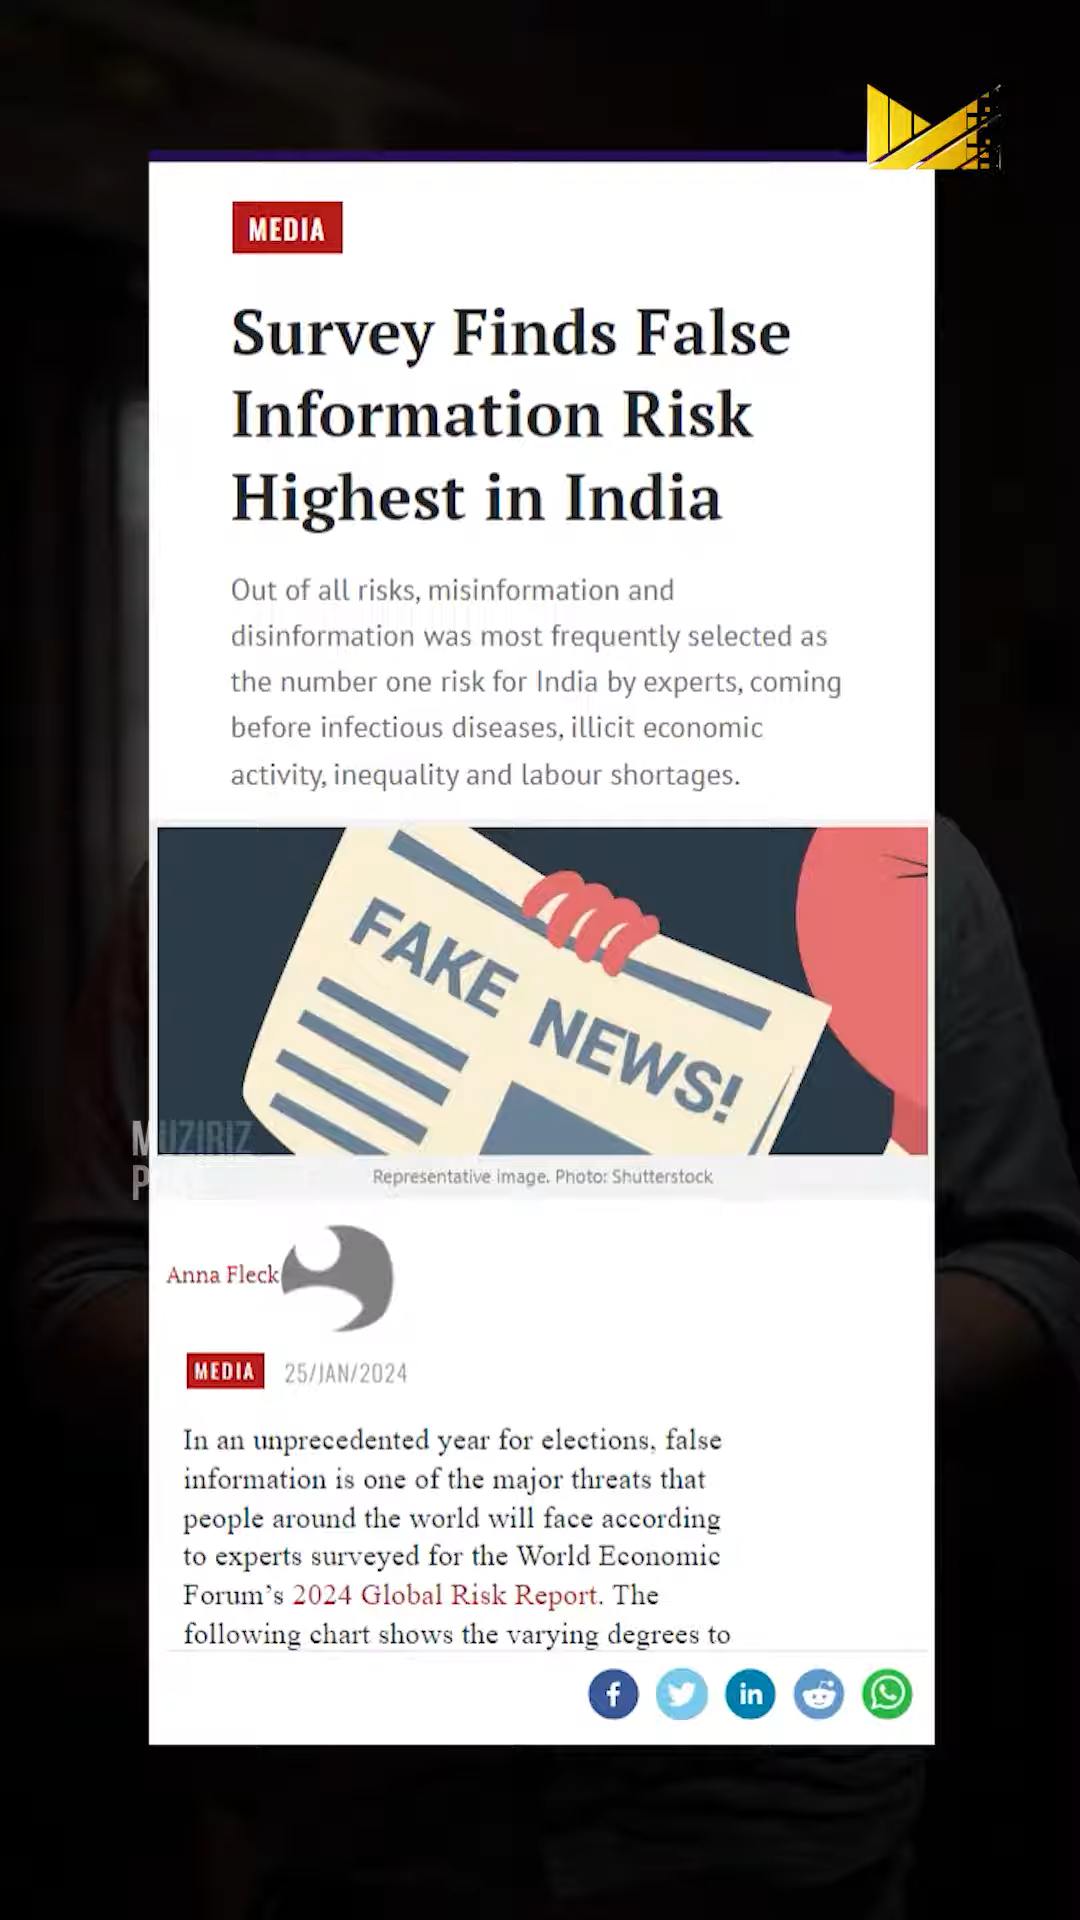 MEDIA
Survey Finds False
Information Risk
Highest in India
Out of all risks, misinformation and
disinformation was most frequently selected as
the number one risk for India by experts, coming
before infectious diseases, illicit economic
activity, inequality and labour shortages.
FAKE NEWS!
MUZIRIZ
Representative image. Photo: Shutterstock
Anna Fleck
MEDIA 25/JAN/2024
In an unprecedented year for elections, false
information is one of the major threats that
people around the world will face according
to experts surveyed for the World Economic
Forum's 2024 Global Risk Report. The
following chart shows the varying degrees to